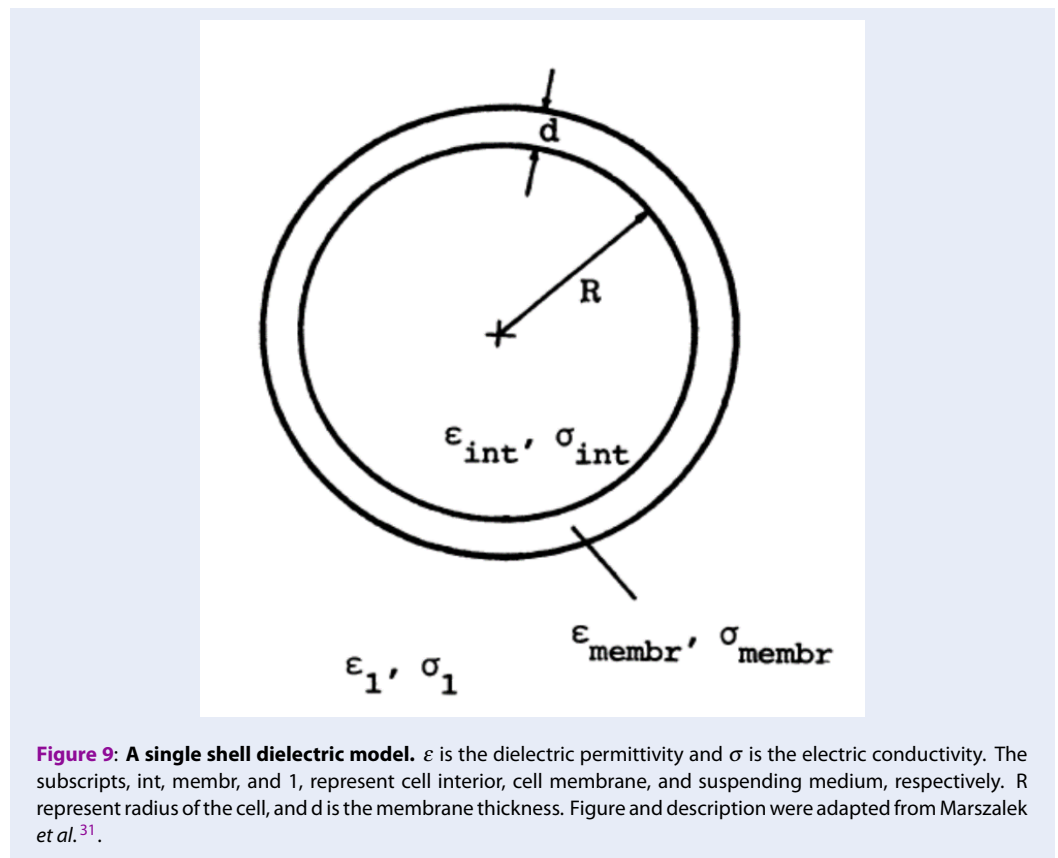 d
R
εint, σint
εmembr, σmembr
ε1, σ1
Figure 9: A single shell dielectric model. ε is the dielectric permittivity and σ is the electric conductivity. The
subscripts, int, membr, and 1, represent cell interior, cell membrane, and suspending medium, respectively. R
represent radius of the cell, and d is the membrane thickness. Figure and description were adapted from Marszalek
et al.31.